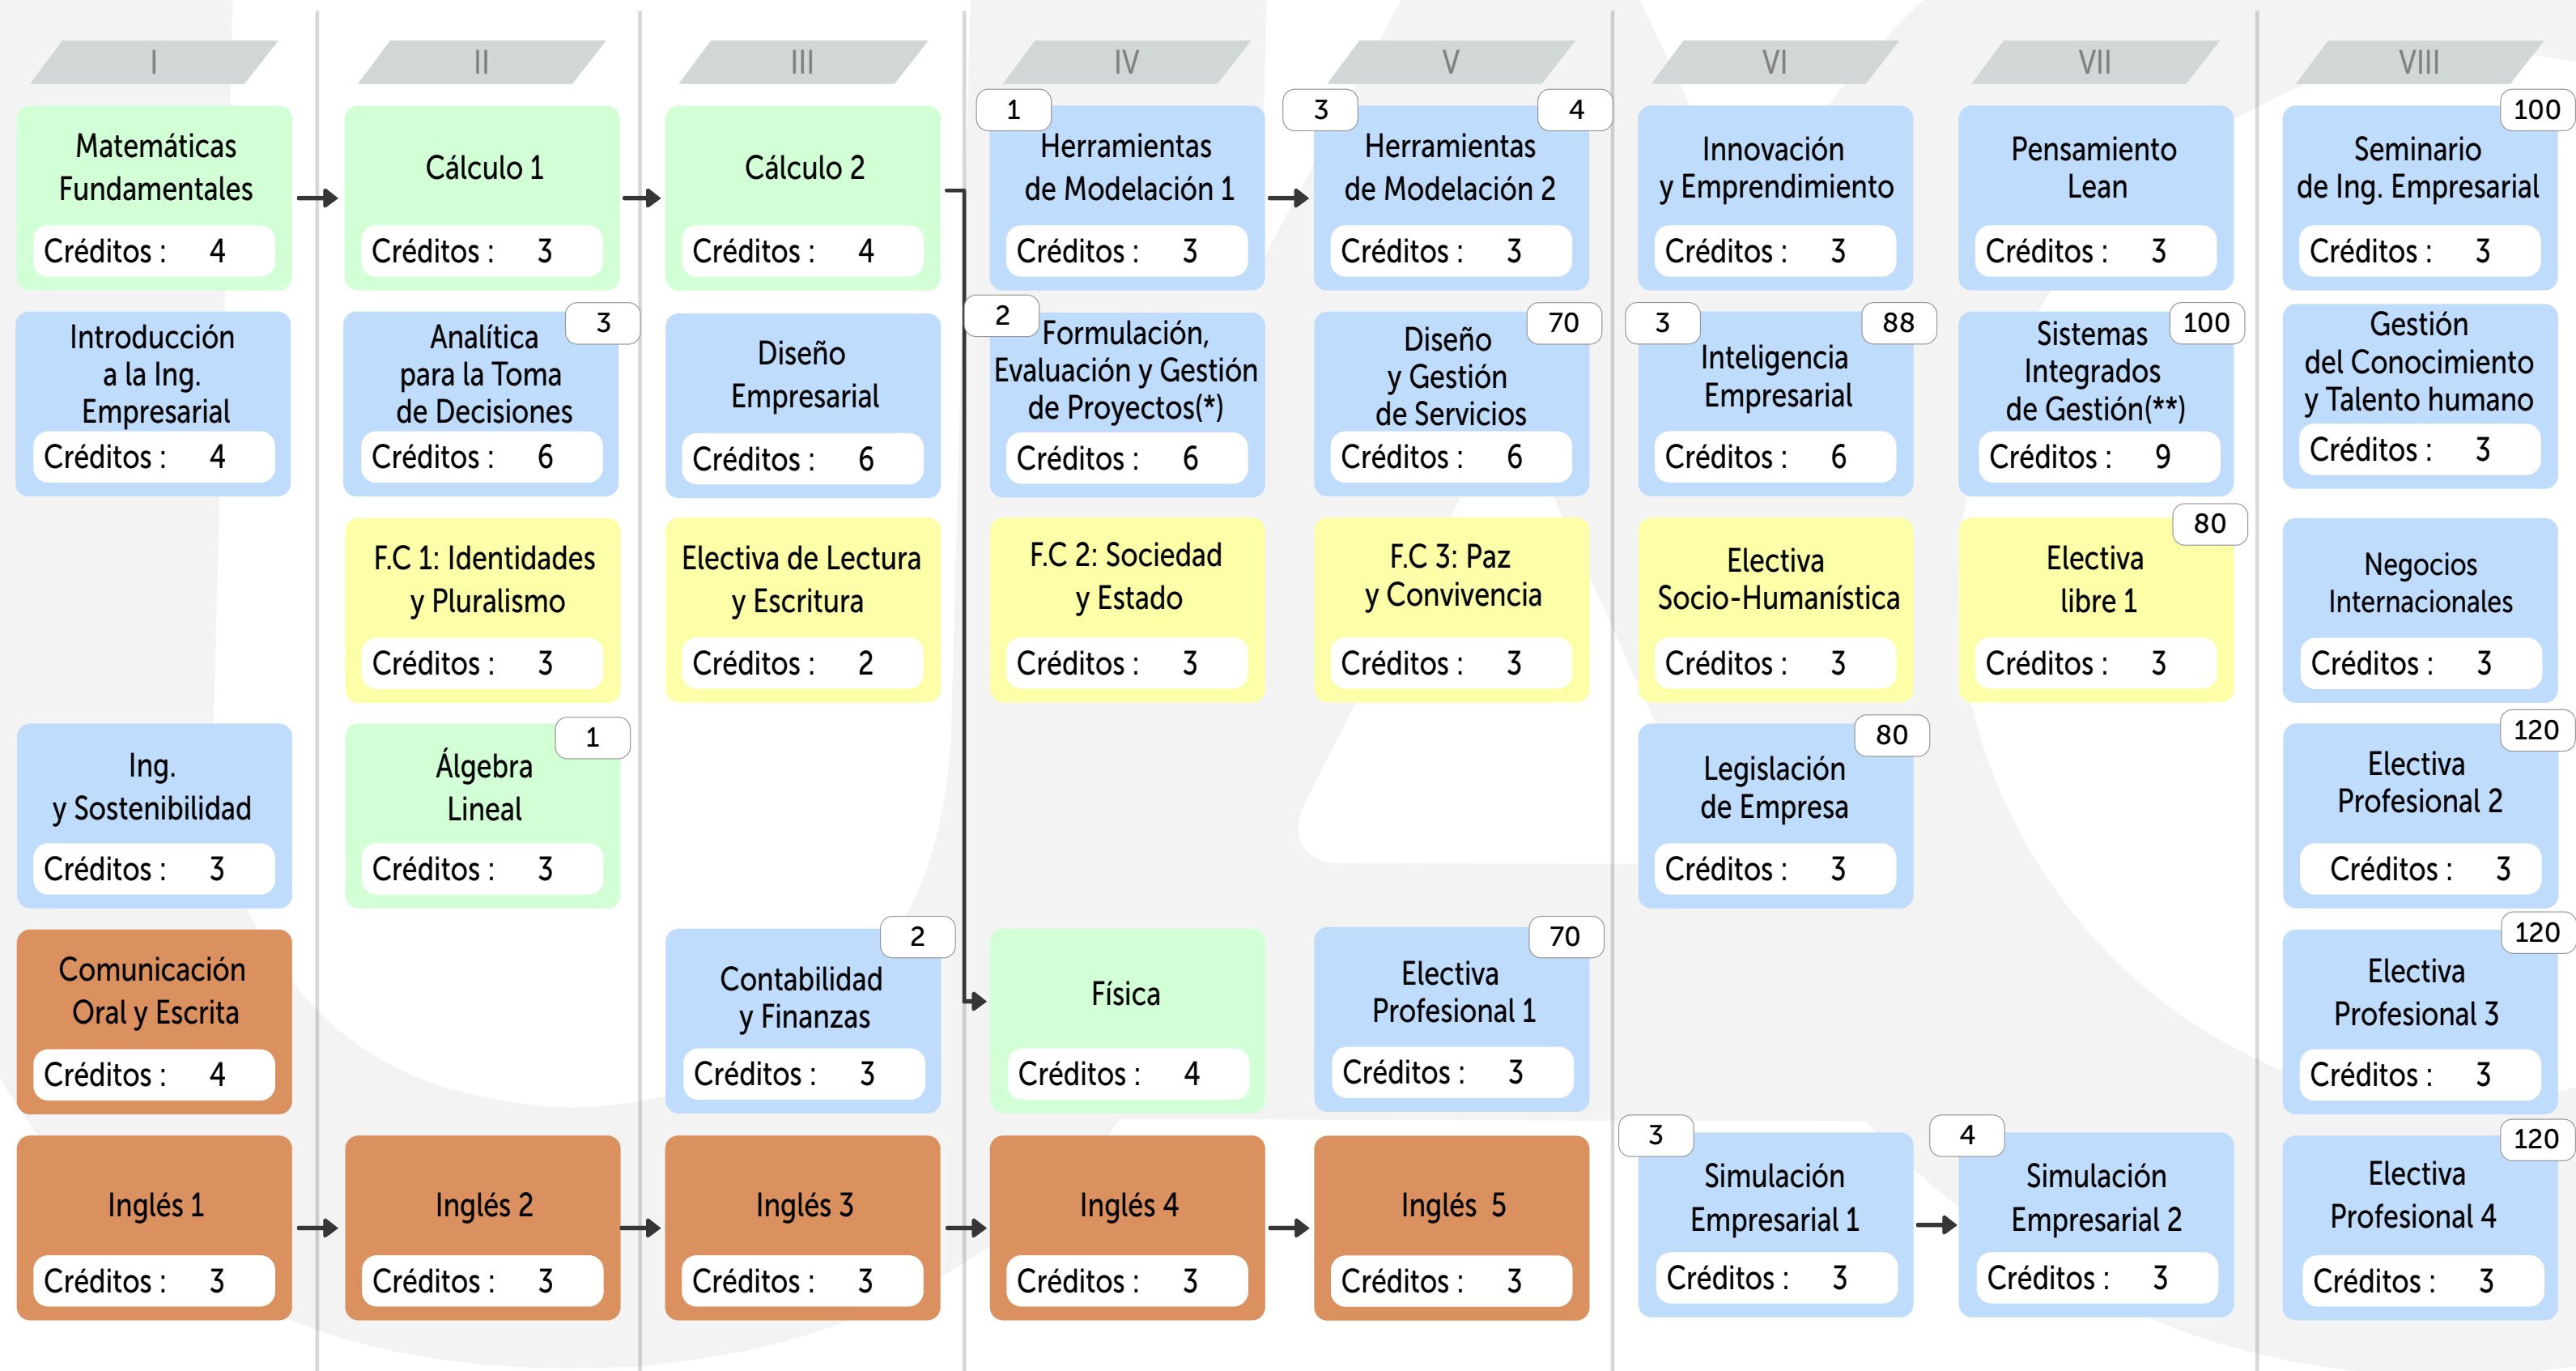 I
II
III
IV
V
VI
VII
VIII
Matemáticas
Fundamentales
Créditos : 4
Cálculo 1
Créditos : 3
Cálculo 2
Créditos : 4
1
Herramientas
de Modelación 1
Créditos : 3
3
4
Herramientas
de Modelación 2
Créditos : 3
Innovación
y Emprendimiento
Créditos : 3
Pensamiento
Lean
Créditos : 3
100
Seminario
de Ing. Empresarial
Créditos : 3
Introducción
a la Ing.
Empresarial
Créditos : 4
3
Analítica
para la Toma
de Decisiones
Créditos : 6
Diseño
Empresarial
Créditos : 6
2
Formulación,
Evaluación y Gestión
de Proyectos(*)
Créditos : 6
70
Diseño
y Gestión
de Servicios
Créditos : 6
3
88
Inteligencia
Empresarial
Créditos : 6
100
Sistemas
Integrados
de Gestión(**)
Créditos : 9
Gestión
del Conocimiento
y Talento humano
Créditos : 3
F.C 1: Identidades
y Pluralismo
Créditos : 3
Electiva de Lectura
y Escritura
Créditos : 2
F.C 2: Sociedad
y Estado
Créditos : 3
F.C 3: Paz
y Convivencia
Créditos : 3
Electiva
Socio-Humanística
Créditos : 3
80
Electiva
libre 1
Créditos : 3
Negocios
Internacionales
Créditos : 3
Ing.
y Sostenibilidad
Créditos : 3
1
Álgebra
Lineal
Créditos : 3
80
Legislación
de Empresa
Créditos : 3
120
Electiva
Profesional 2
Créditos : 3
Comunicación
Oral y Escrita
Créditos : 4
2
Contabilidad
y Finanzas
Créditos : 3
Física
Créditos : 4
70
Electiva
Profesional 1
Créditos : 3
120
Electiva
Profesional 3
Créditos : 3
Inglés 1
Créditos : 3
Inglés 2
Créditos : 3
Inglés 3
Créditos : 3
Inglés 4
Créditos : 3
Inglés 5
Créditos : 3
3
Simulación
Empresarial 1
Créditos : 3
4
Simulación
Empresarial 2
Créditos : 3
120
Electiva
Profesional 4
Créditos : 3